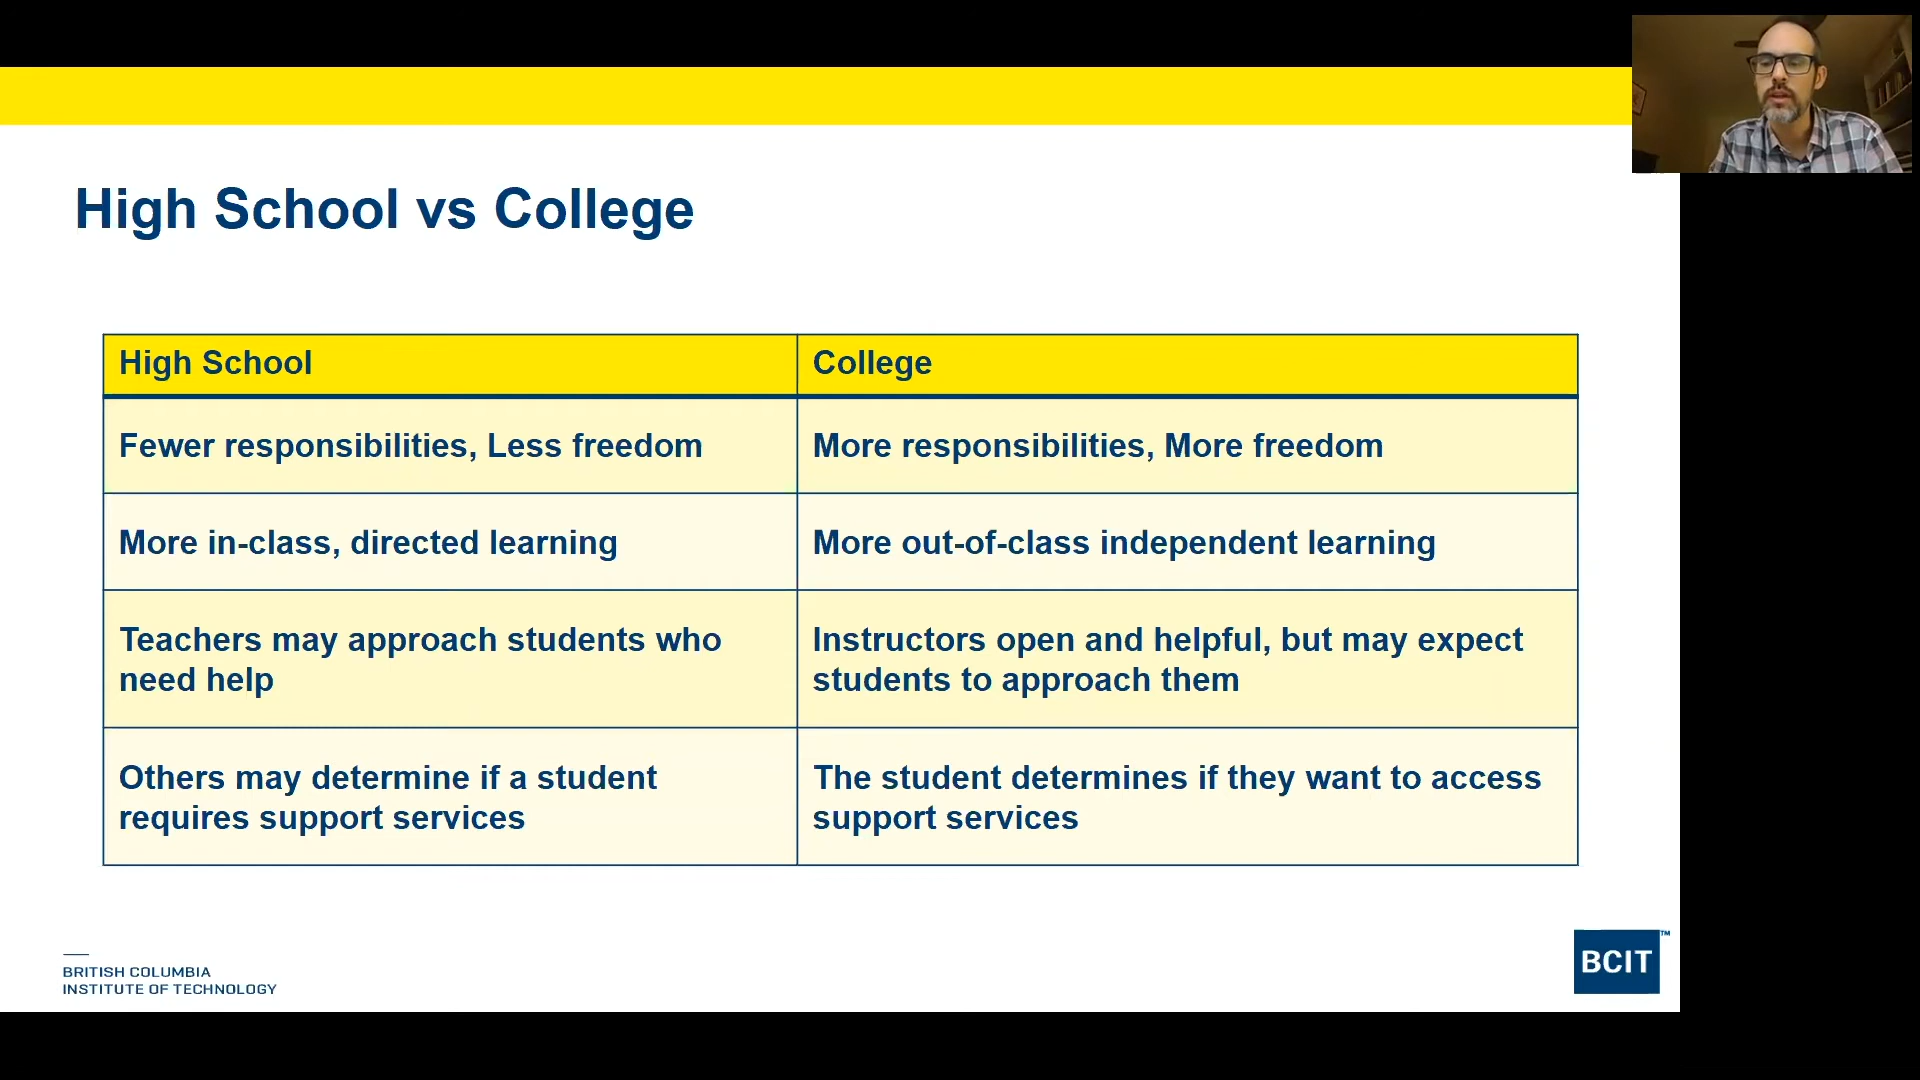 High School vs College
High School
College
Fewer responsibilities, Less freedom
More responsibilities, More freedom
More in-class, directed learning
More out-of-class independent learning
Teachers may approach students who
need help
Instructors open and helpful, but may expect
students to approach them
Others may determine if a student
requires support services
The student determines if they want to access
support services
BRITISH COLUMBIA
INSTITUTE OF TECHNOLOGY
BCIT™